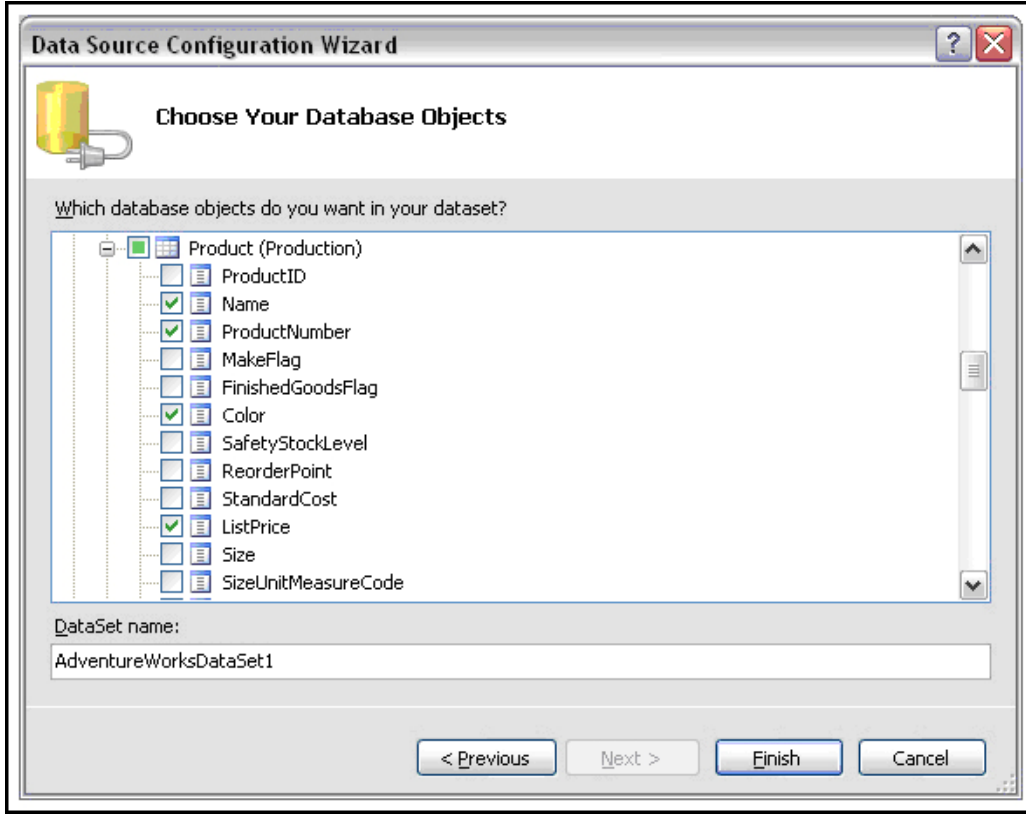 Data Source Configuration Wizard
Choose Your Database Objects
Which database objects do you want in your dataset?
Product (Production)
ProductID
Name
ProductNumber
MakeFlag
FinishedGoodsFlag
Color
SafetyStockLevel
ReorderPoint
StandardCost
ListPrice
Size
SizeUnitMeasureCode
DataSet name:
AdventureWorksDataSet1
< Previous Next > Finish Cancel